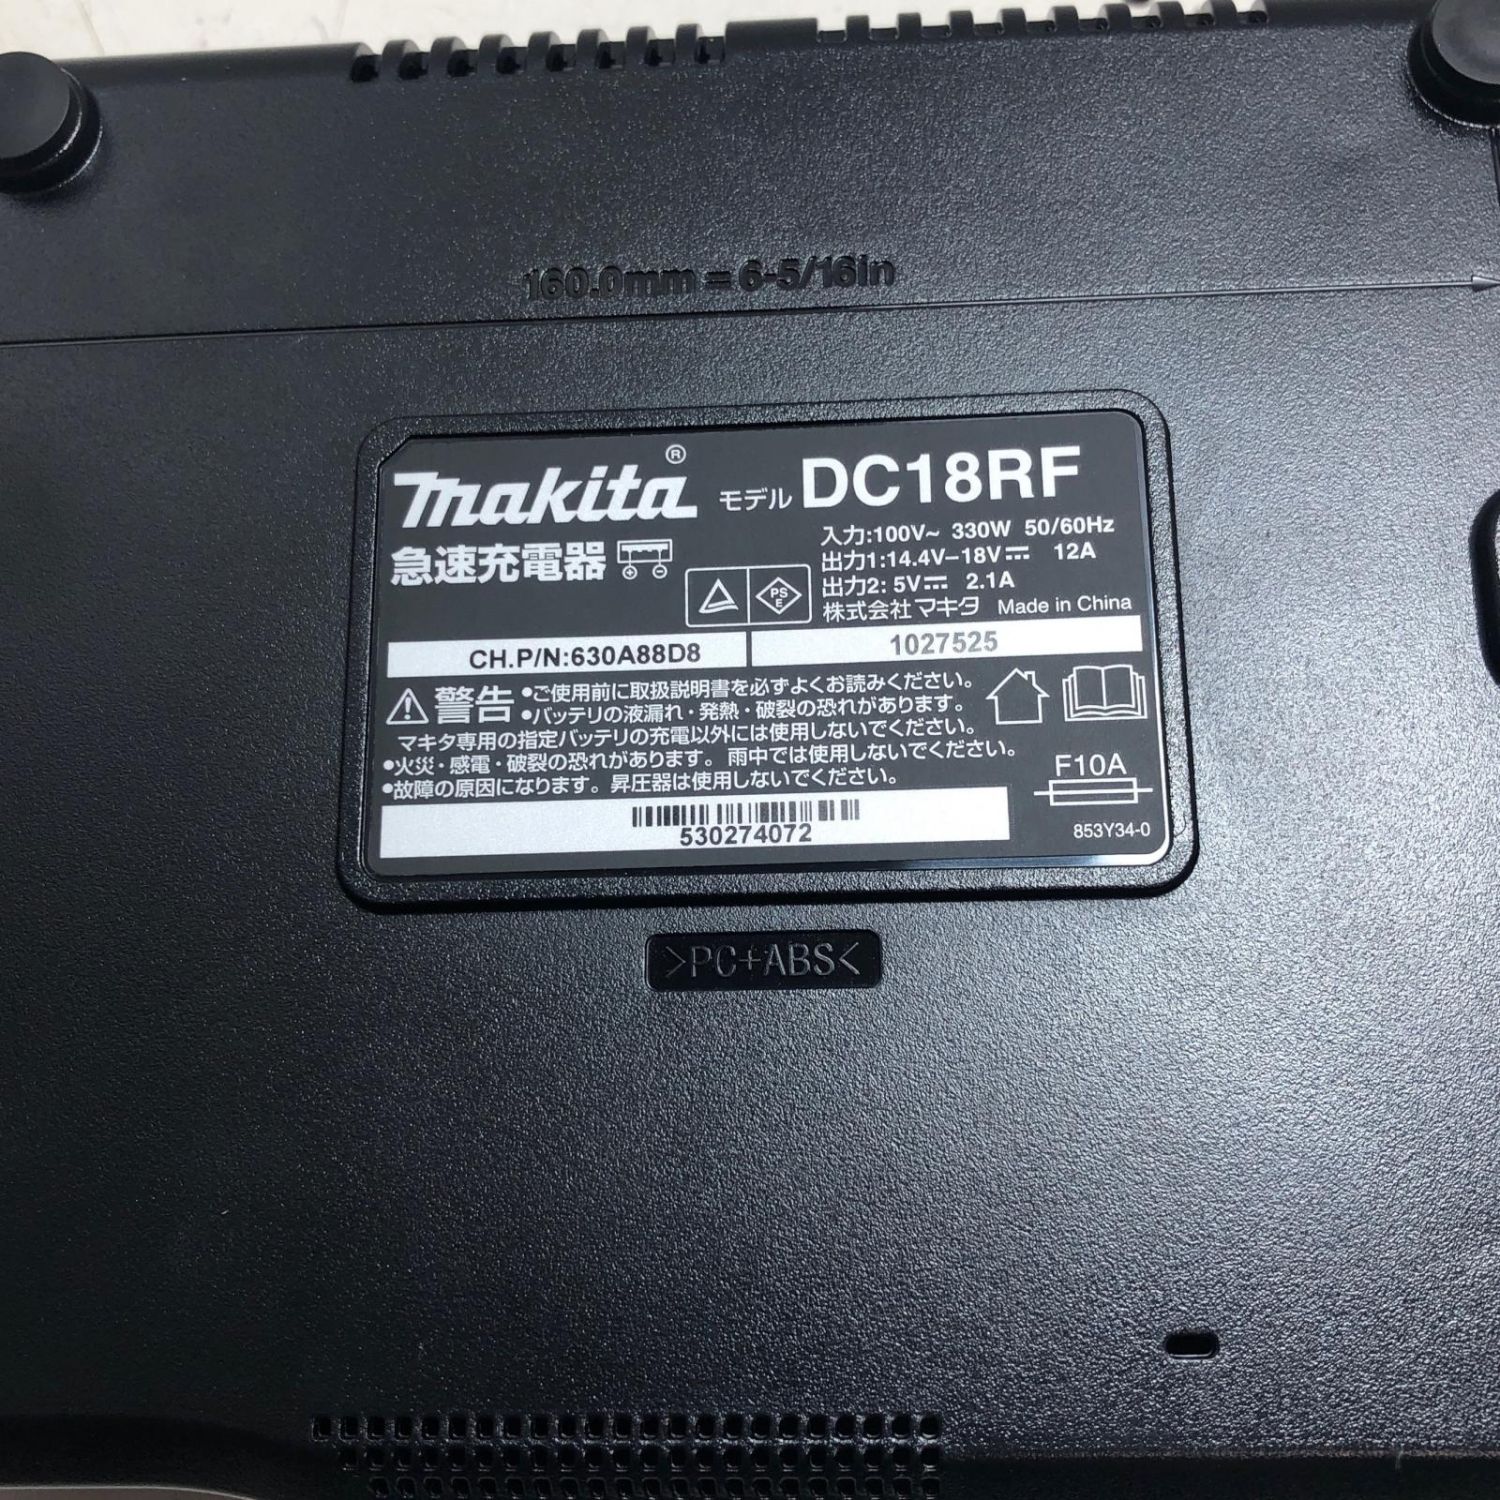 160.0mm = 6-5/16in
makita® モデル DC18RF
急速充電器
入力:100V~ 330W 50/60Hz
出力1:14.4V-18V⎓ 12A
出力2: 5V⎓ 2.1A
株式会社 マキタ Made in China
PS
E
CH.P/N:630A88D8
1027525
警告 •ご使用前に取扱説明書を必ずよくお読みください。
•バッテリの液漏れ・発熱・破裂の恐れがあります。
マキタ専用の指定バッテリの充電以外には使用しないでください。
•火災・感電・破裂の恐れがあります。雨中では使用しないでください。
•故障の原因になります。昇圧器は使用しないでください。
F10A
530274072
853Y34-0
>PC+ABS<